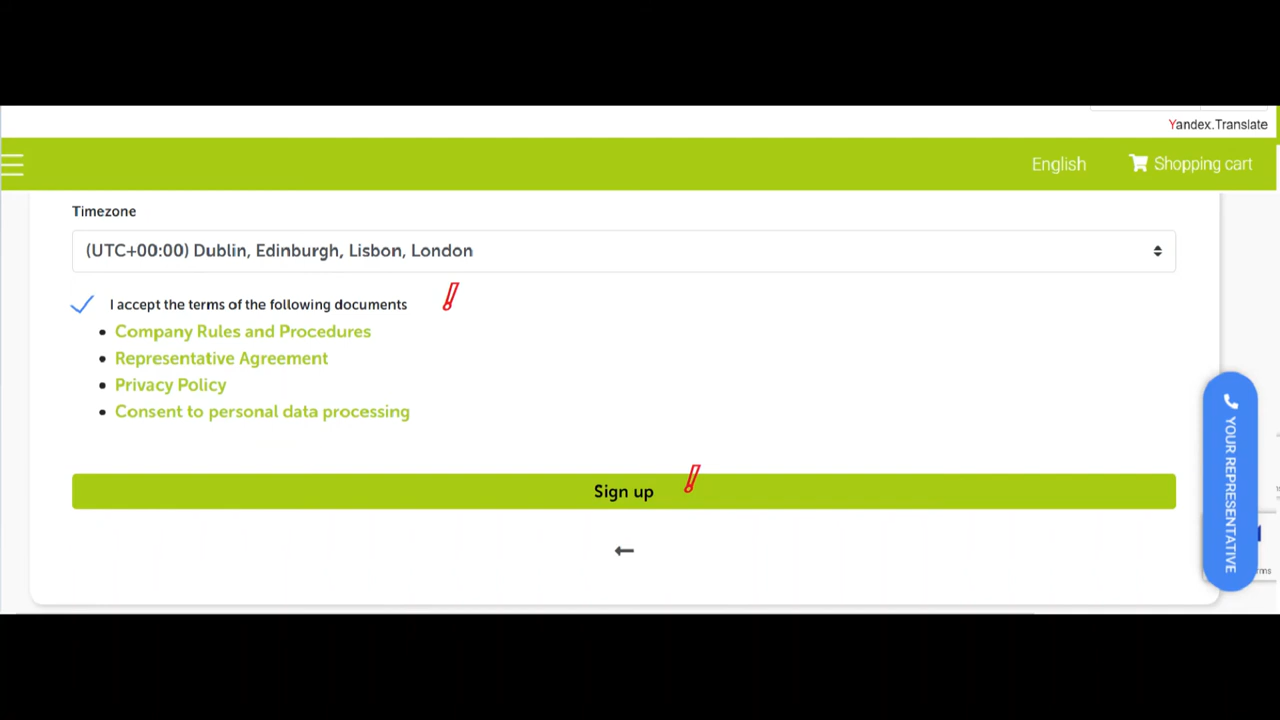 Yandex.Translate
English
Shopping cart
Timezone
(UTC+00:00) Dublin, Edinburgh, Lisbon, London
I accept the terms of the following documents
Company Rules and Procedures
Representative Agreement
Privacy Policy
Consent to personal data processing
Sign up
YOUR REPRESENTATIVE